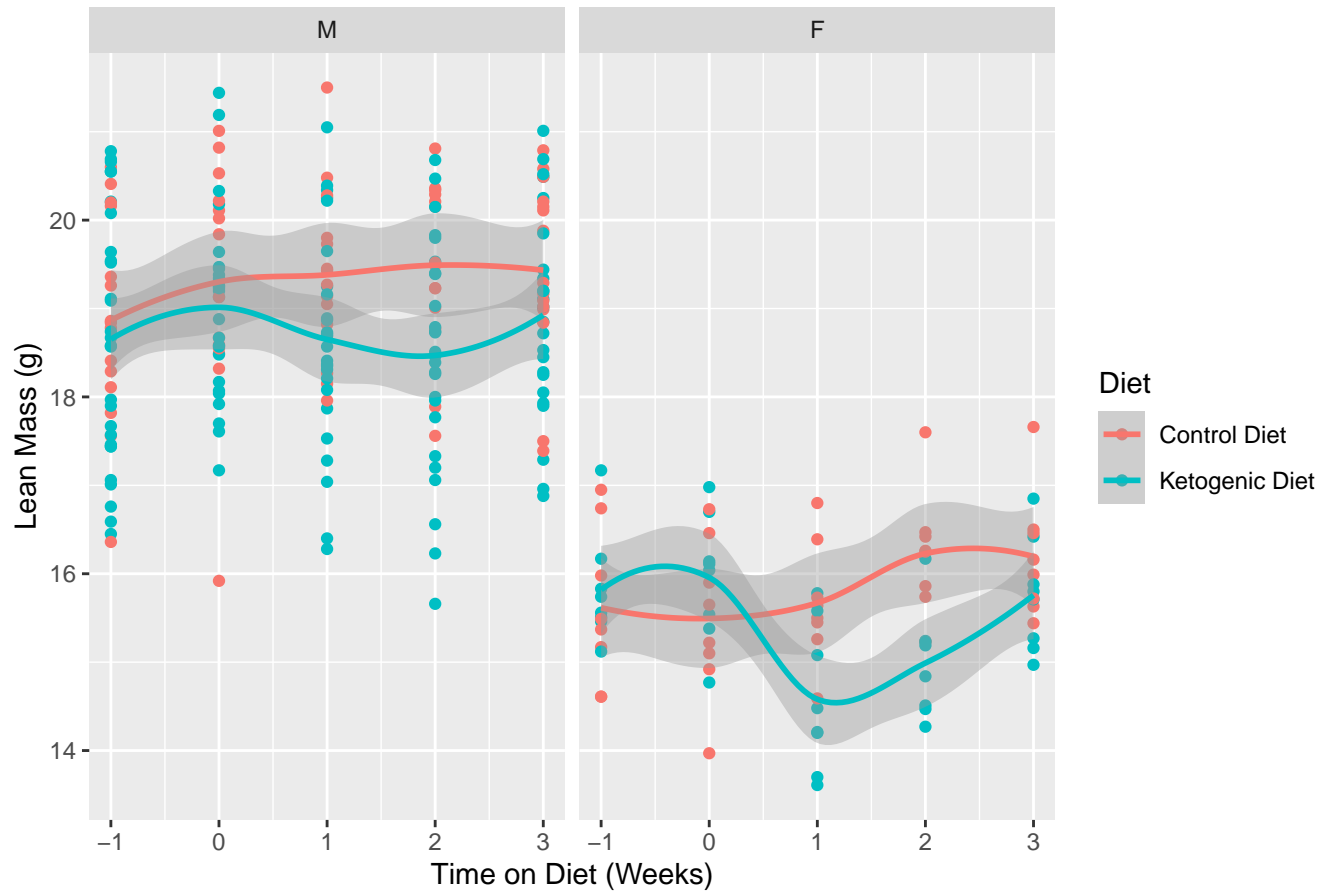 M
F
Lean Mass (g)
20
18
16
14
−1 0 1 2 3
−1 0 1 2 3
Time on Diet (Weeks)
Diet
Control Diet
Ketogenic Diet